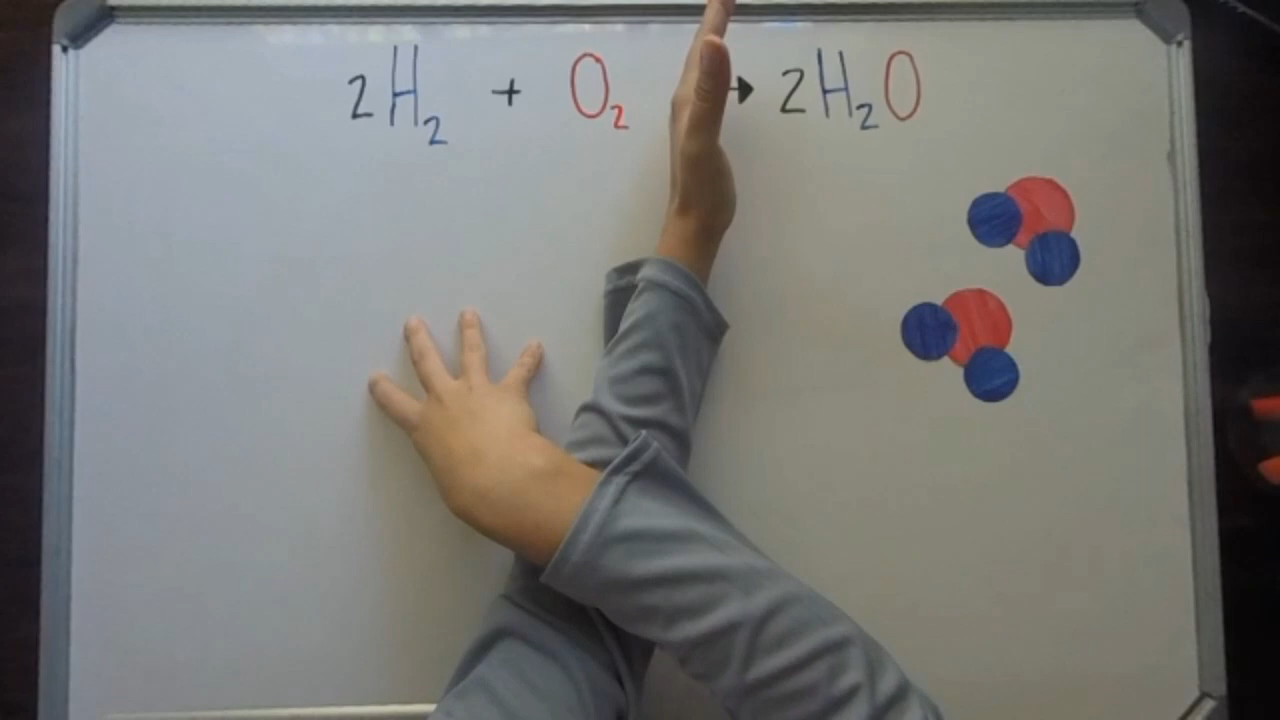 2H₂ + O₂ → 2H₂O